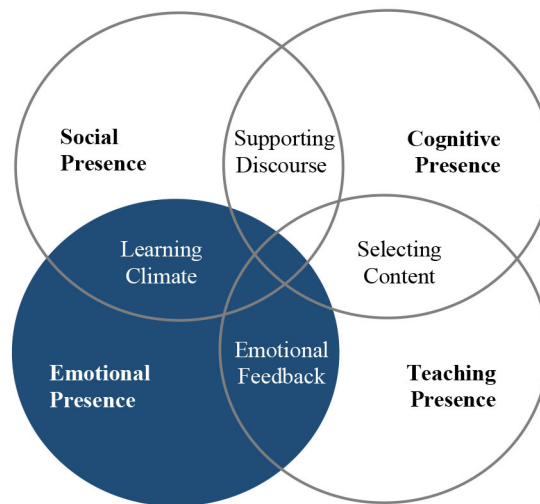 Social
Presence
Supporting
Discourse
Cognitive
Presence
Learning
Climate
Selecting
Content
Emotional
Presence
Emotional
Feedback
Teaching
Presence